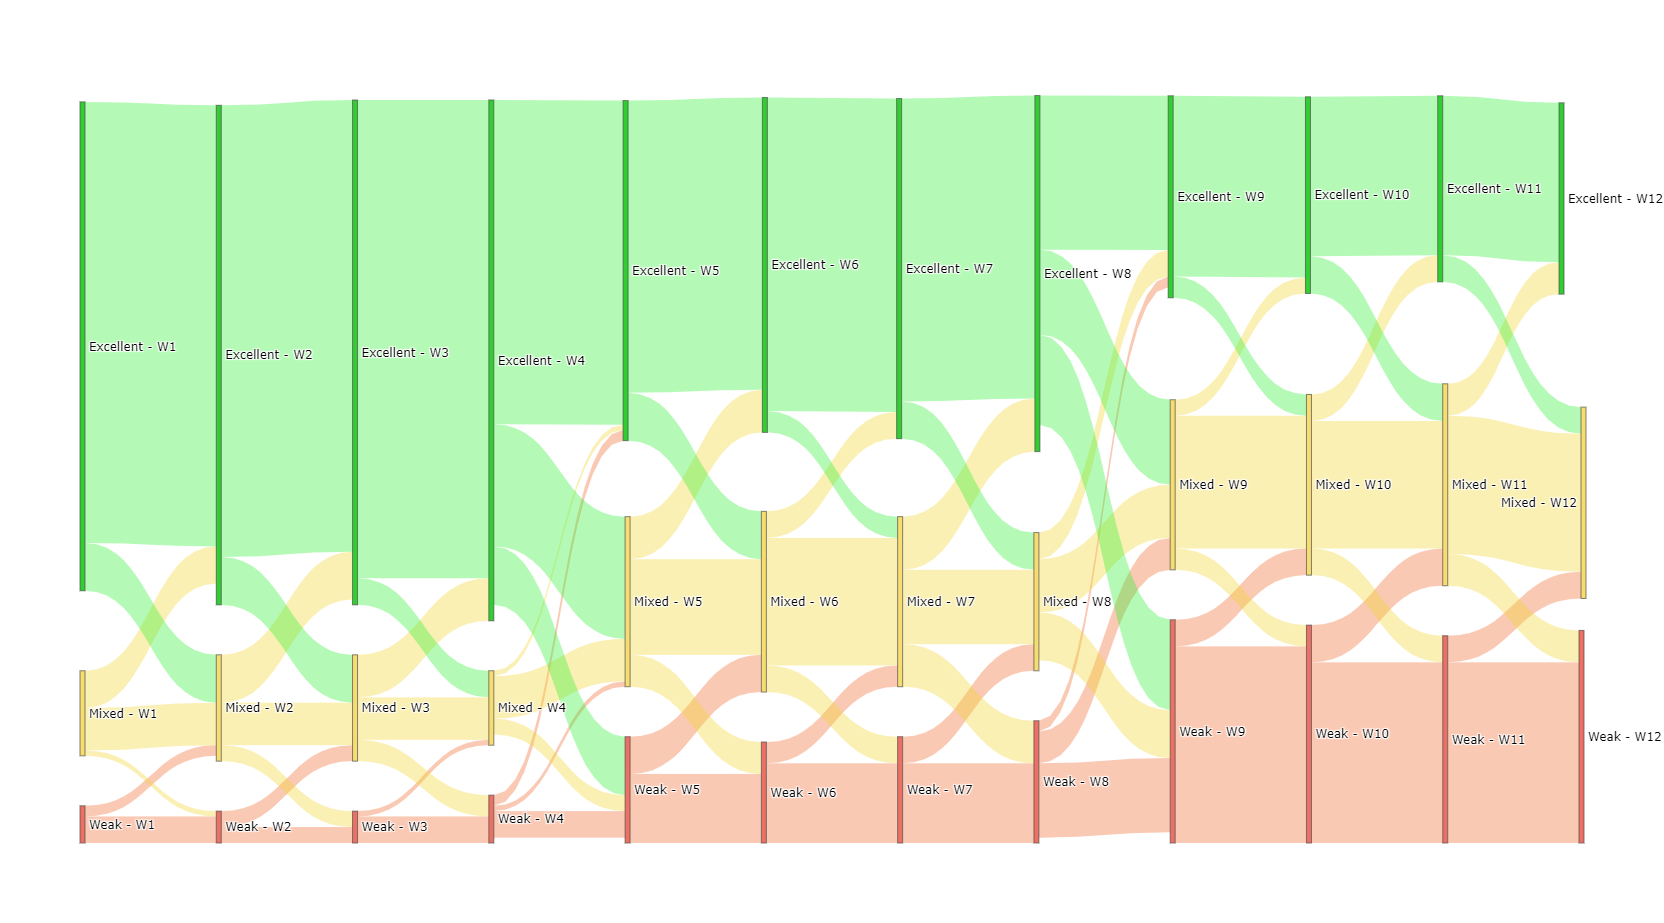 Excellent - W1
Excellent - W2
Excellent - W3
Excellent - W4
Excellent - W5
Excellent - W6
Excellent - W7
Excellent - W8
Excellent - W9
Excellent - W10
Excellent - W11
Excellent - W12
Mixed - W1
Mixed - W2
Mixed - W3
Mixed - W4
Mixed - W5
Mixed - W6
Mixed - W7
Mixed - W8
Mixed - W9
Mixed - W10
Mixed - W11
Mixed - W12
Weak - W1
Weak - W2
Weak - W3
Weak - W4
Weak - W5
Weak - W6
Weak - W7
Weak - W8
Weak - W9
Weak - W10
Weak - W11
Weak - W12